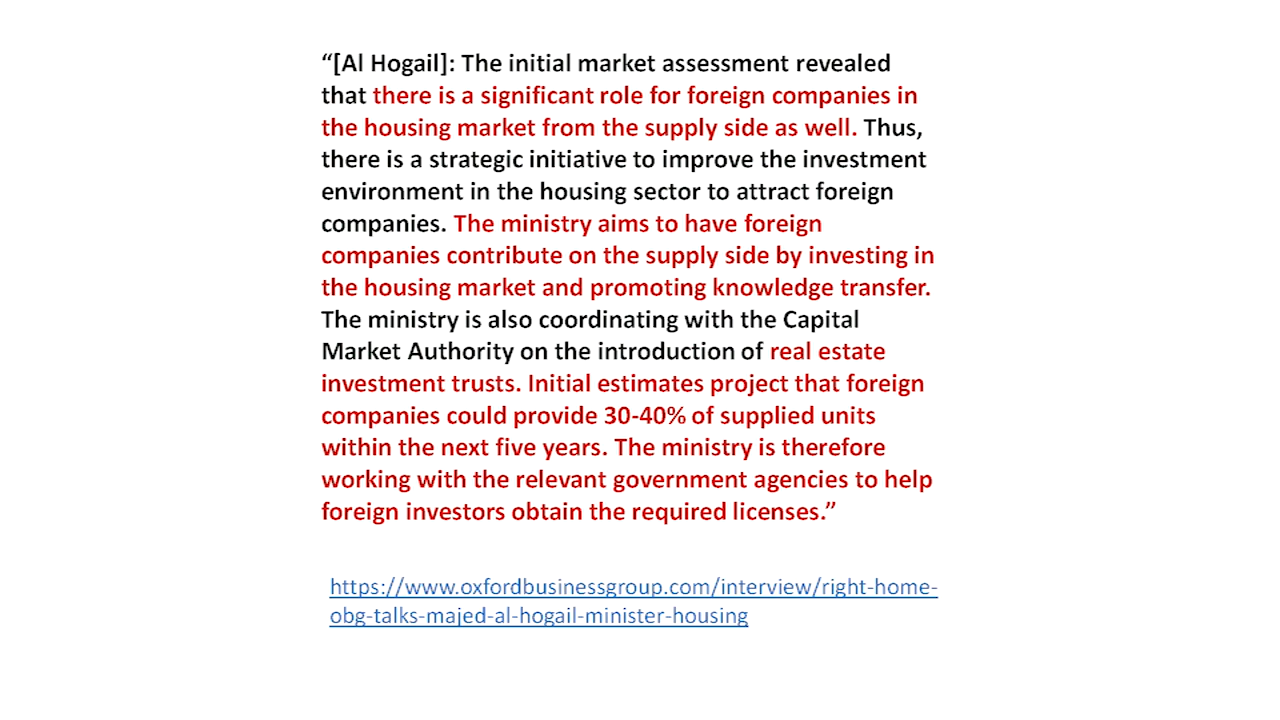 “[Al Hogail]: The initial market assessment revealed
that there is a significant role for foreign companies in
the housing market from the supply side as well. Thus,
there is a strategic initiative to improve the investment
environment in the housing sector to attract foreign
companies. The ministry aims to have foreign
companies contribute on the supply side by investing in
the housing market and promoting knowledge transfer.
The ministry is also coordinating with the Capital
Market Authority on the introduction of real estate
investment trusts. Initial estimates project that foreign
companies could provide 30-40% of supplied units
within the next five years. The ministry is therefore
working with the relevant government agencies to help
foreign investors obtain the required licenses.”
https://www.oxfordbusinessgroup.com/interview/right-home-
obg-talks-majed-al-hogail-minister-housing